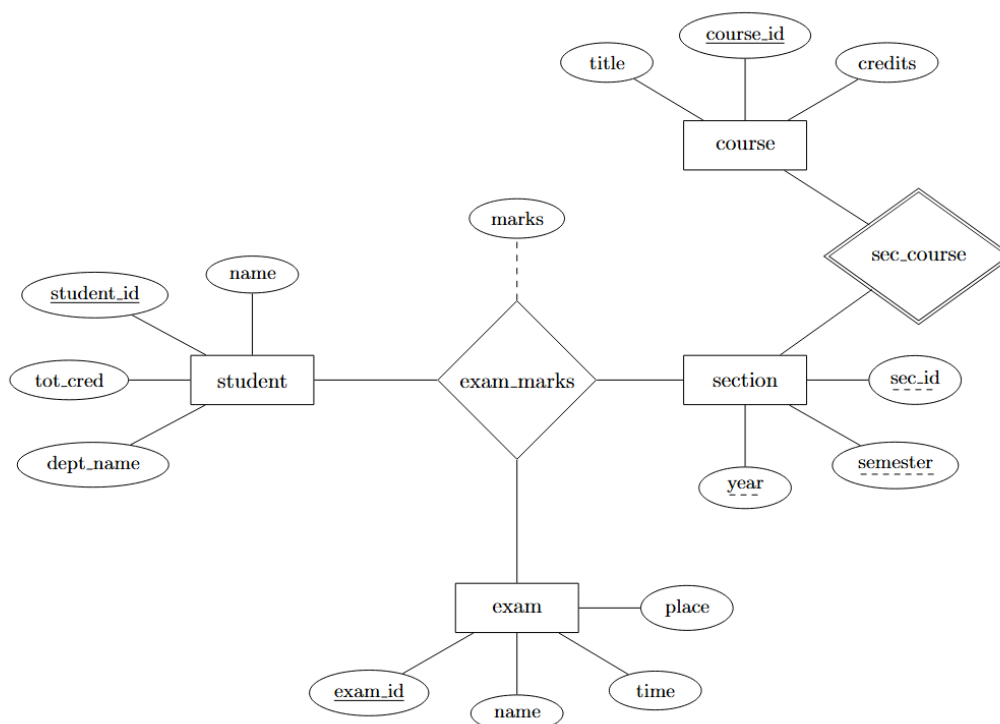 course_id
title
credits
course
marks
sec_course
name
student_id
tot_cred
student
exam_marks
section
sec_id
dept_name
semester
year
exam
place
exam_id
name
time